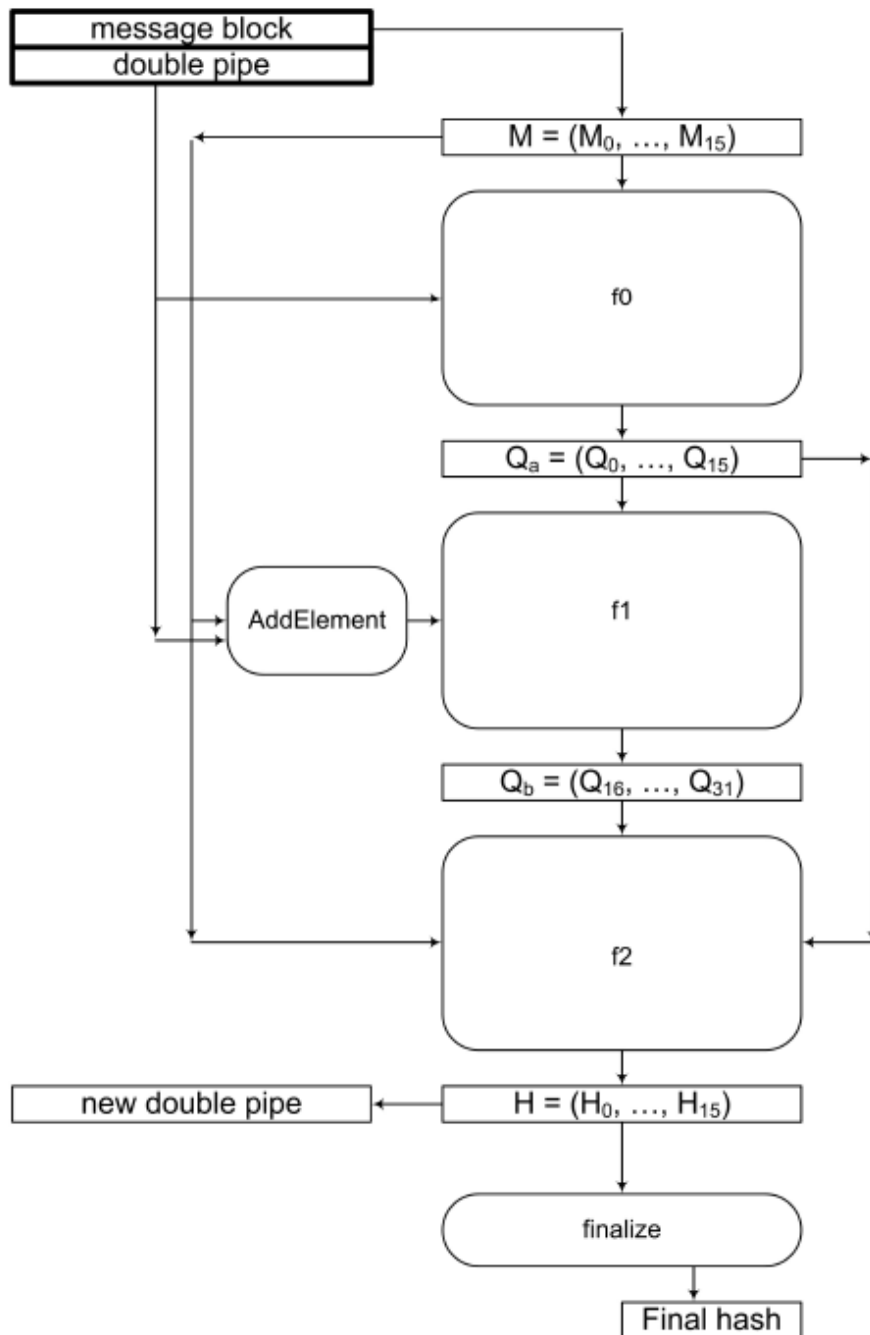 message block
double pipe
M = (M₀, ..., M₁₅)
f0
Qₐ = (Q₀, ..., Q₁₅)
AddElement
f1
Q_b = (Q₁₆, ..., Q₃₁)
f2
new double pipe
H = (H₀, ..., H₁₅)
finalize
Final hash